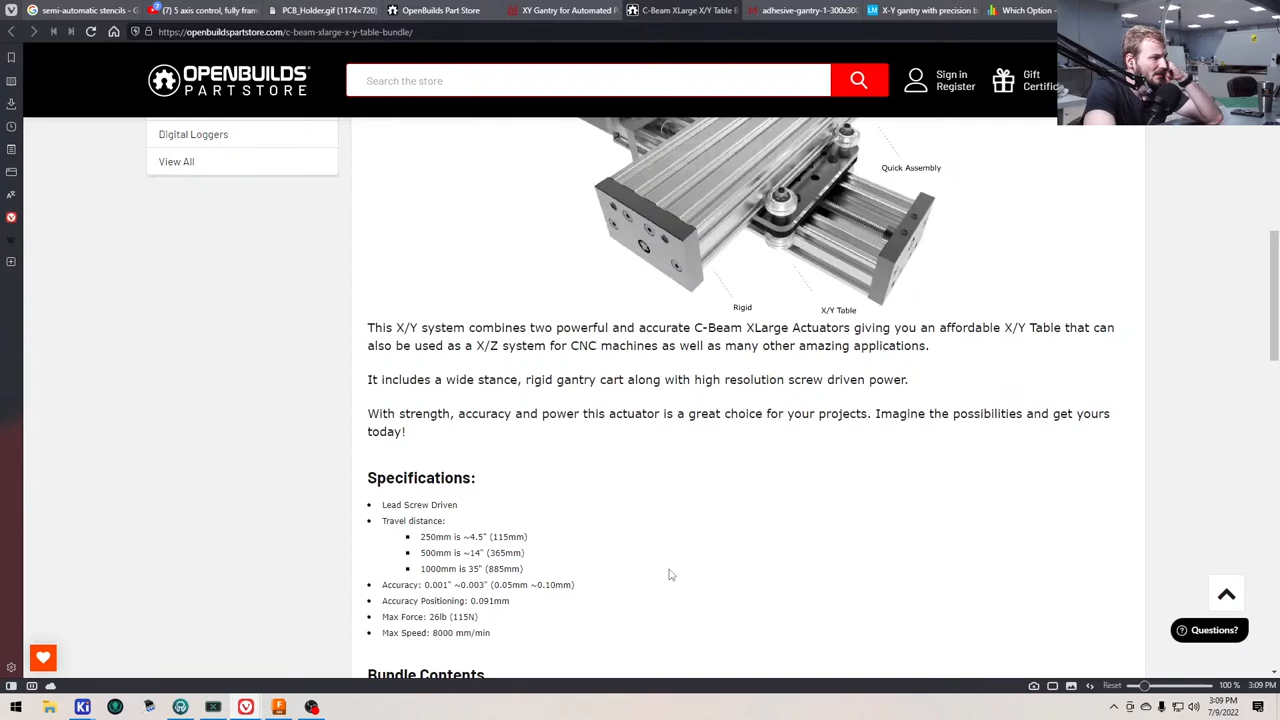 semi-automatic stencils - G
(7) 5 axis control, fully fram
PCB_Holder.gif (1174×720)
OpenBuilds Part Store
XY Gantry for Automated P
C-Beam XLarge X/Y Table B
adhesive-gantry-1-300x30
X-Y gantry with precision b
Which Option -
https://openbuildspartstore.com/c-beam-xlarge-x-y-table-bundle/
OPENBUILDS
PARTSTORE
Search the store
Sign in
Register
Gift
Certific
Digital Loggers
View All
Quick Assembly
Rigid
X/Y Table
This X/Y system combines two powerful and accurate C-Beam XLarge Actuators giving you an affordable X/Y Table that can
also be used as a X/Z system for CNC machines as well as many other amazing applications.
It includes a wide stance, rigid gantry cart along with high resolution screw driven power.
With strength, accuracy and power this actuator is a great choice for your projects. Imagine the possibilities and get yours
today!
Specifications:
Lead Screw Driven
Travel distance:
250mm is ~4.5" (115mm)
500mm is ~14" (365mm)
1000mm is 35" (885mm)
Accuracy: 0.001" ~0.003" (0.05mm ~0.10mm)
Accuracy Positioning: 0.091mm
Max Force: 26lb (115N)
Max Speed: 8000 mm/min
Bundle Contents
Questions?
Reset
100 %
3:09 PM
3:09 PM
7/9/2022